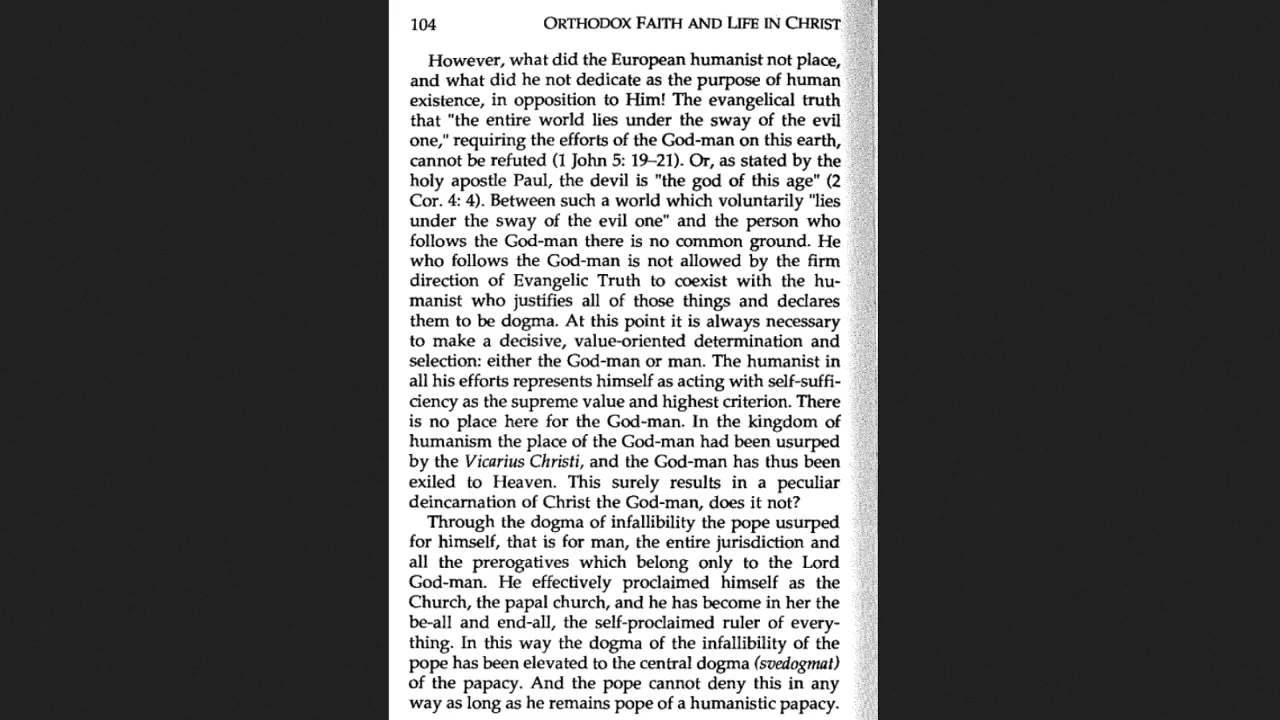 104 ORTHODOX FAITH AND LIFE IN CHRIST
However, what did the European humanist not place,
and what did he not dedicate as the purpose of human
existence, in opposition to Him! The evangelical truth
that "the entire world lies under the sway of the evil
one," requiring the efforts of the God-man on this earth,
cannot be refuted (1 John 5: 19–21). Or, as stated by the
holy apostle Paul, the devil is "the god of this age" (2
Cor. 4: 4). Between such a world which voluntarily "lies
under the sway of the evil one" and the person who
follows the God-man there is no common ground. He
who follows the God-man is not allowed by the firm
direction of Evangelic Truth to coexist with the hu-
manist who justifies all of those things and declares
them to be dogma. At this point it is always necessary
to make a decisive, value-oriented determination and
selection: either the God-man or man. The humanist in
all his efforts represents himself as acting with self-suffi-
ciency as the supreme value and highest criterion. There
is no place here for the God-man. In the kingdom of
humanism the place of the God-man had been usurped
by the Vicarius Christi, and the God-man has thus been
exiled to Heaven. This surely results in a peculiar
deincarnation of Christ the God-man, does it not?
Through the dogma of infallibility the pope usurped
for himself, that is for man, the entire jurisdiction and
all the prerogatives which belong only to the Lord
God-man. He effectively proclaimed himself as the
Church, the papal church, and he has become in her the
be-all and end-all, the self-proclaimed ruler of every-
thing. In this way the dogma of the infallibility of the
pope has been elevated to the central dogma (svedogmat)
of the papacy. And the pope cannot deny this in any
way as long as he remains pope of a humanistic papacy.